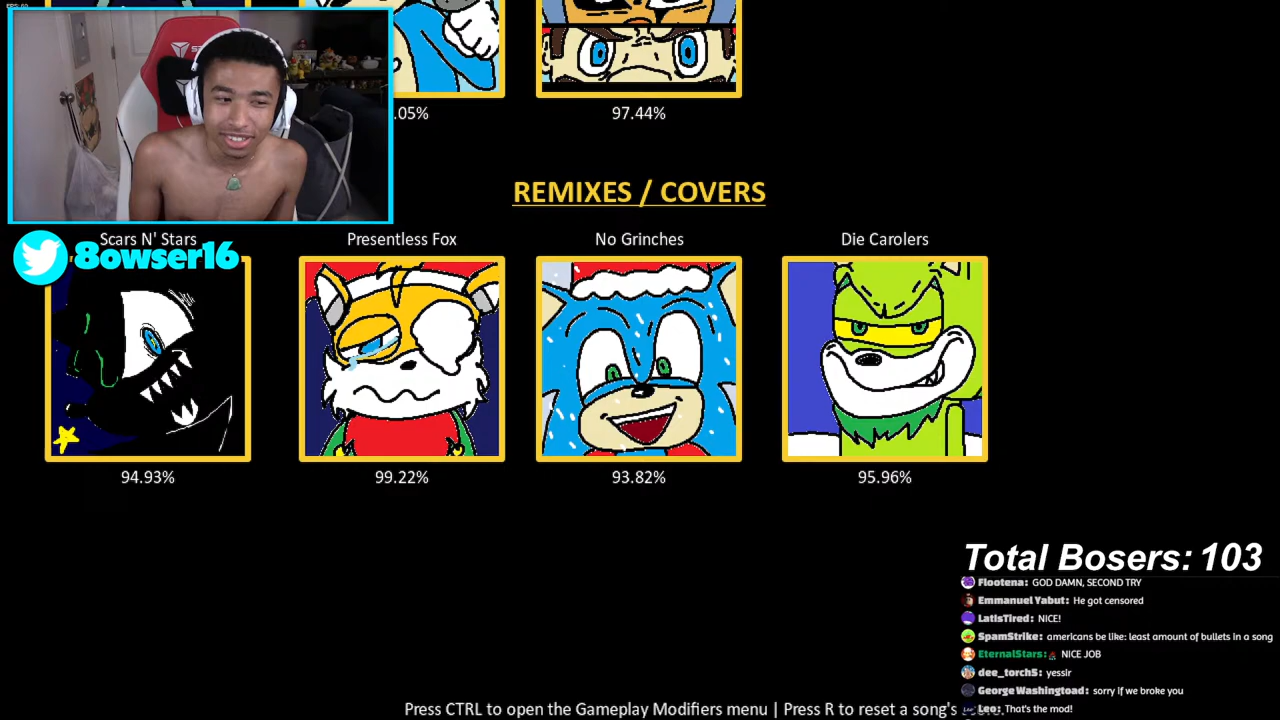 .05%
97.44%
REMIXES / COVERS
Scars N' Stars
Presentless Fox
No Grinches
Die Carolers
8owser16
94.93%
99.22%
93.82%
95.96%
Total Bosers: 103
Flootena: GOD DAMN, SECOND TRY
Emmanuel Yabut: He got censored
LatIsTired: NICE!
SpamStrike: americans be like: least amount of bullets in a song
EternalStars: NICE JOB
dee_torch5: yessir
George Washingtoad: sorry if we broke you
Leo: That's the mod!
Press CTRL to open the Gameplay Modifiers menu | Press R to reset a song's